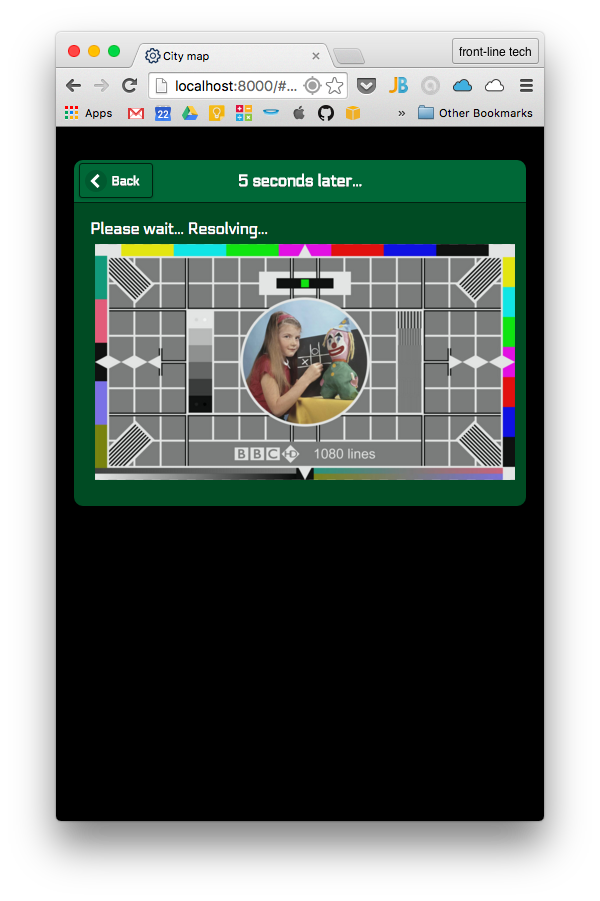 City map
front-line tech
localhost:8000/#...
Apps
22
»
Other Bookmarks
Back
5 seconds later...
Please wait... Resolving...
X O
BBC HD 1080 lines